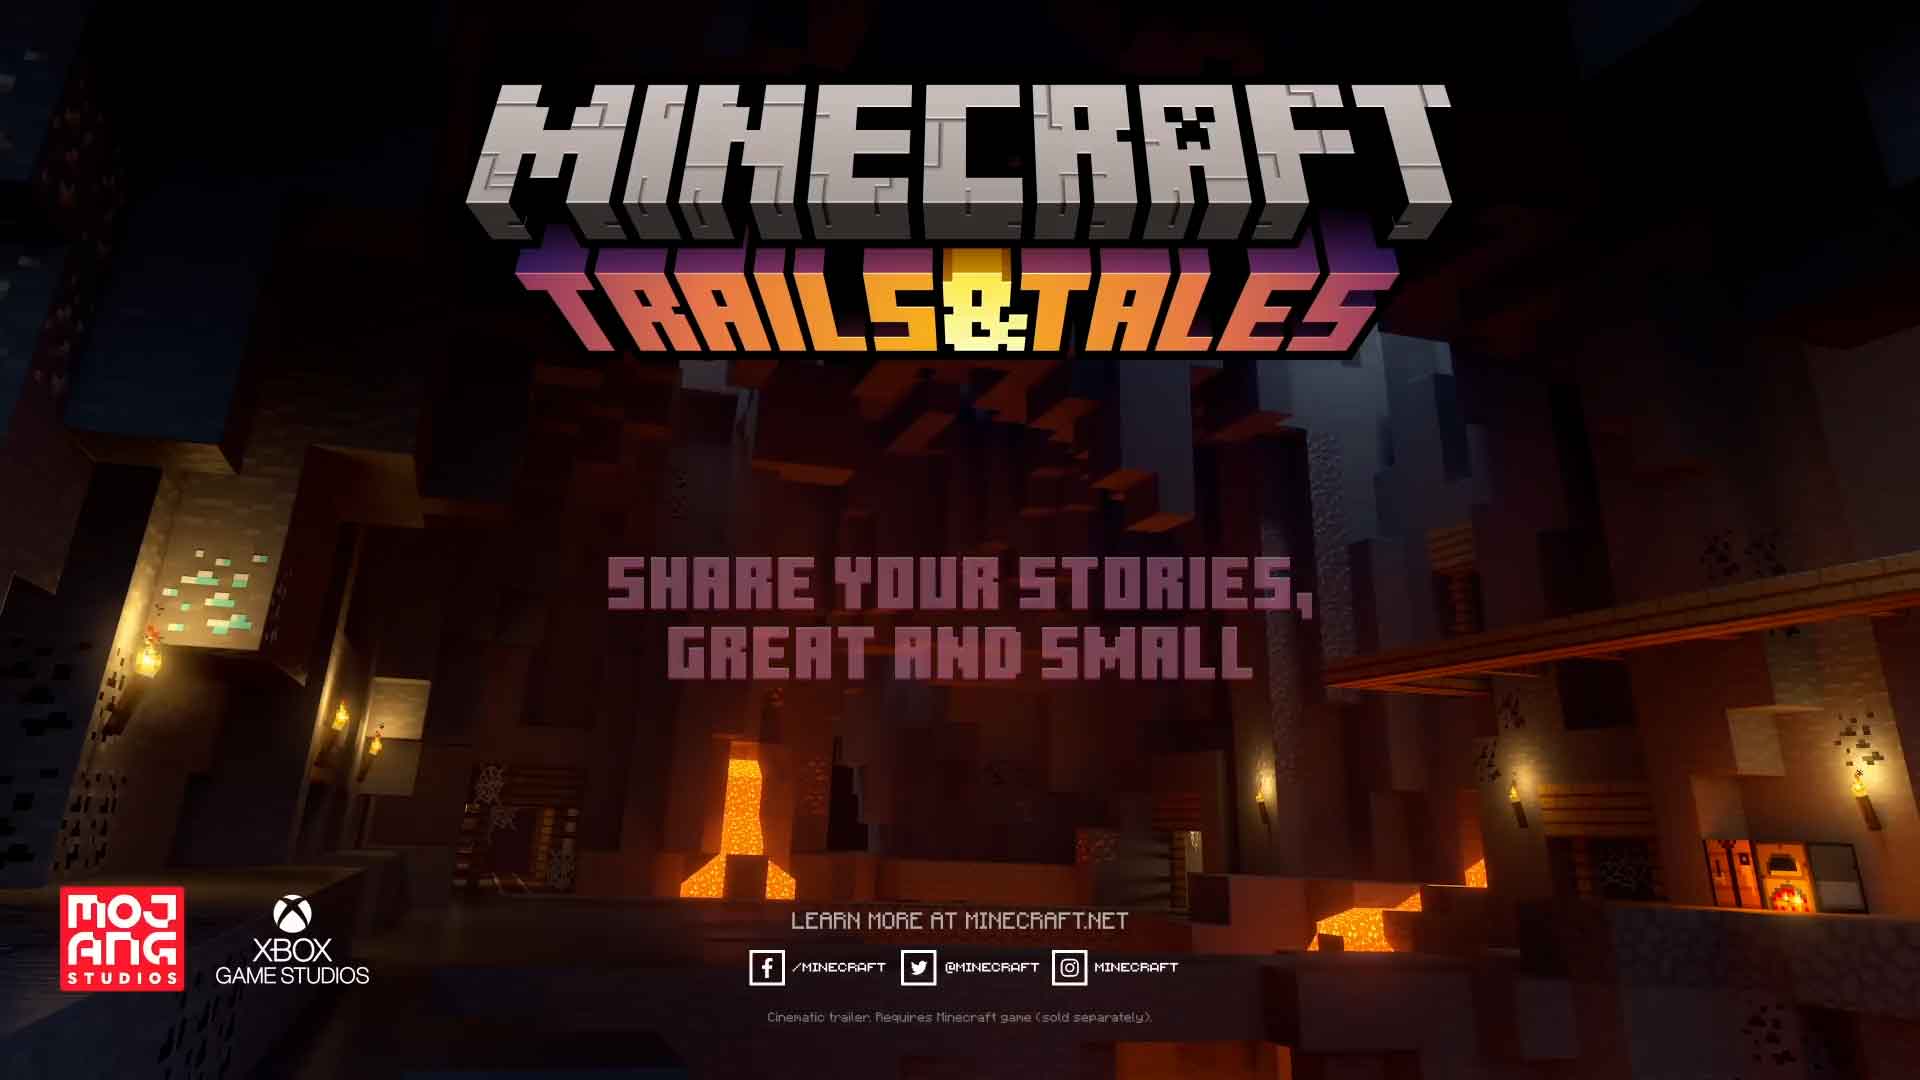 MINECRAFT
TRAILS & TALES
SHARE YOUR STORIES,
GREAT AND SMALL
MOJANG
STUDIOS
XBOX
GAME STUDIOS
LEARN MORE AT MINECRAFT.NET
/MINECRAFT @MINECRAFT MINECRAFT
Cinematic trailer. Requires Minecraft game (sold separately).